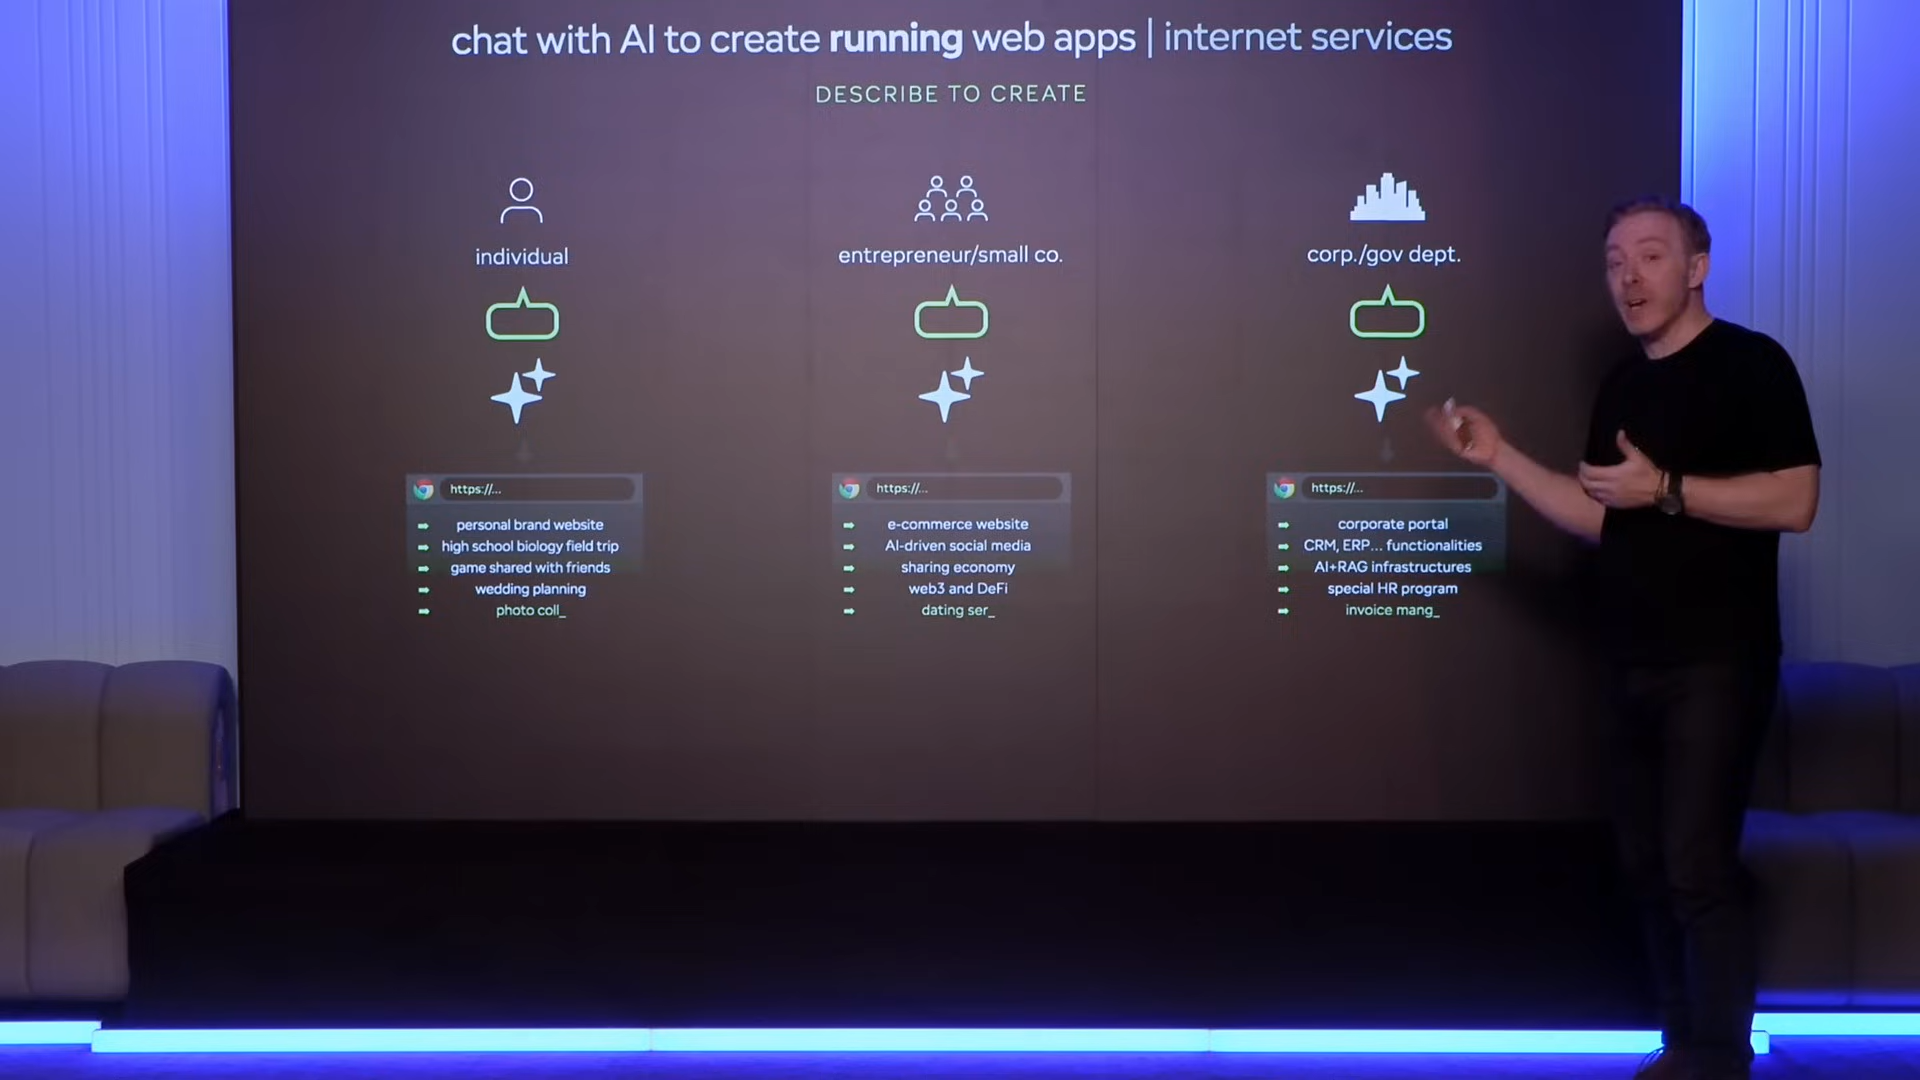 chat with AI to create running web apps | internet services
DESCRIBE TO CREATE
individual
https://...
personal brand website
high school biology field trip
game shared with friends
wedding planning
photo coll_
entrepreneur/small co.
https://...
e-commerce website
AI-driven social media
sharing economy
web3 and DeFi
dating ser_
corp./gov dept.
https://...
corporate portal
CRM, ERP... functionalities
AI+RAG infrastructures
special HR program
invoice mang_